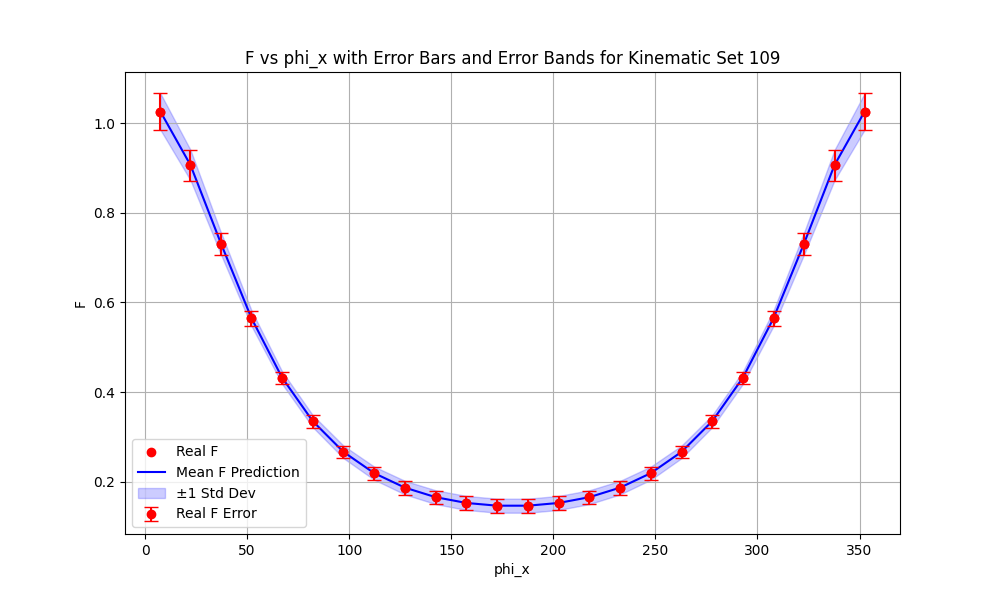 F vs phi_x with Error Bars and Error Bands for Kinematic Set 109
F
1.0
0.8
0.6
0.4
0.2
Real F
Mean F Prediction
±1 Std Dev
Real F Error
0 50 100 150 200 250 300 350
phi_x